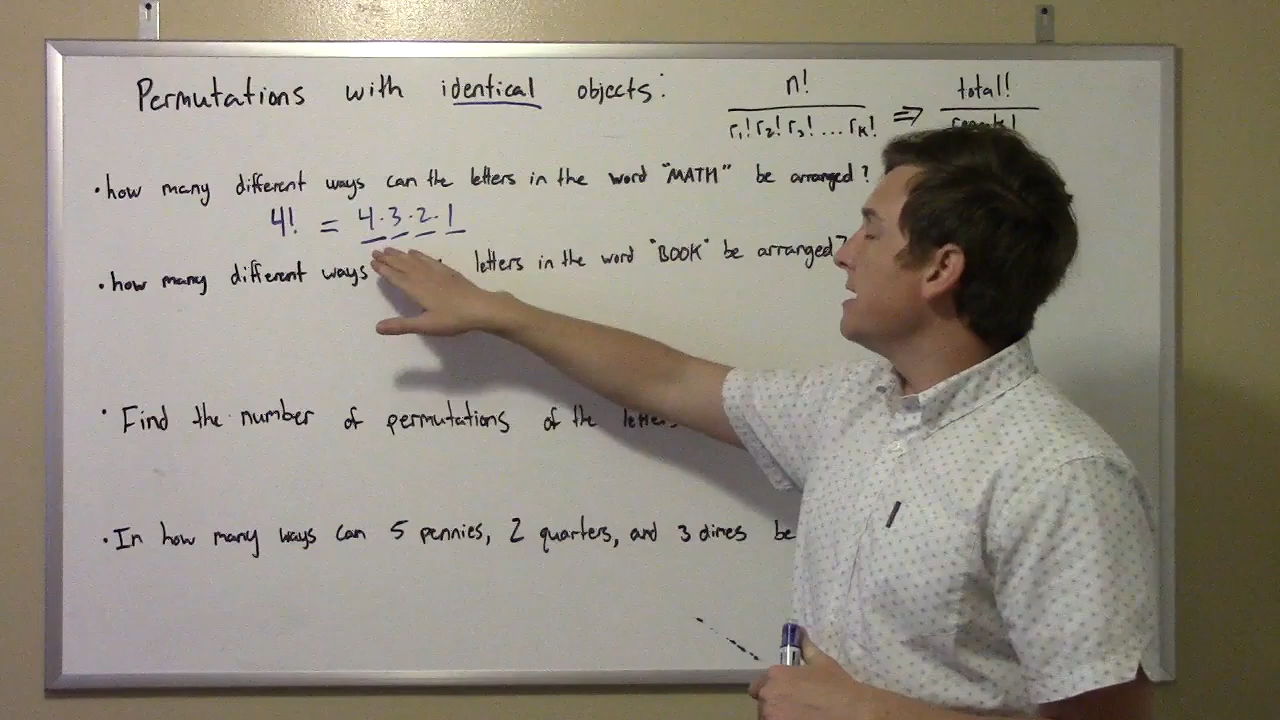 Permutations with identical objects:
n!
r₁! r₂! r₃! ... rₖ!
⇒
total!
• how many different ways can the letters in the word "MATH" be arranged?
4! = 4·3·2·1
• how many different ways letters in the word "BOOK" be arranged?
• Find the number of permutations of the
• In how many ways can 5 pennies, 2 quarters, and 3 dimes be